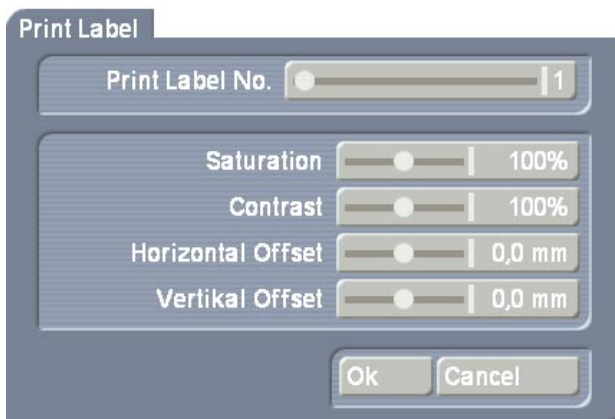 Print Label
Print Label No. 1
Saturation 100%
Contrast 100%
Horizontal Offset 0,0 mm
Vertikal Offset 0,0 mm
Ok Cancel